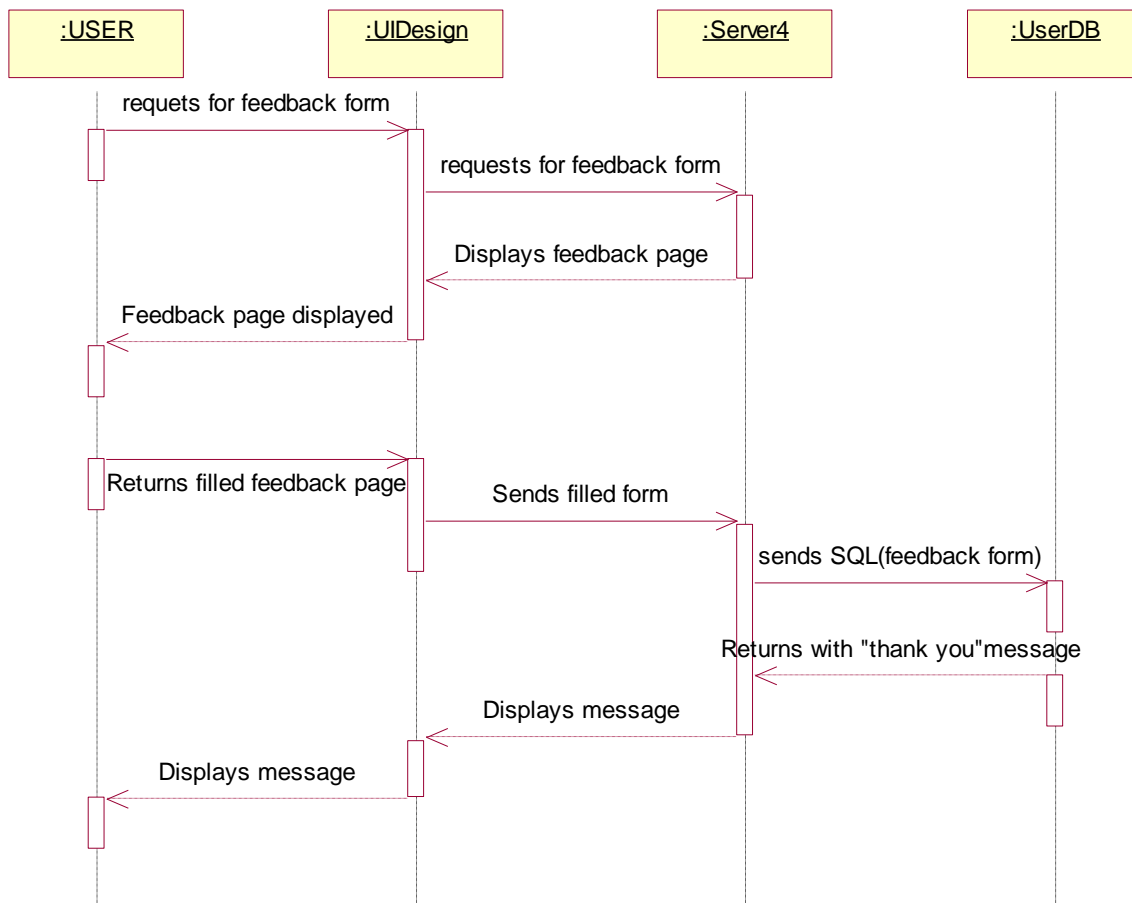 :USER
:UIDesign
:Server4
:UserDB
requets for feedback form
requests for feedback form
Displays feedback page
Feedback page displayed
Returns filled feedback page
Sends filled form
sends SQL(feedback form)
Returns with "thank you"message
Displays message
Displays message